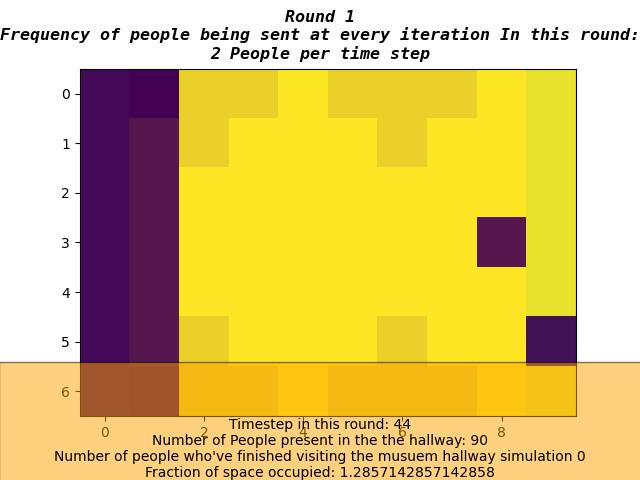 Round 1
Frequency of people being sent at every iteration In this round:
2 People per time step
0
1
2
3
4
5
6
0 2 4 6 8
Timestep in this round: 44
Number of People present in the the hallway: 90
Number of people who've finished visiting the musuem hallway simulation 0
Fraction of space occupied: 1.2857142857142858